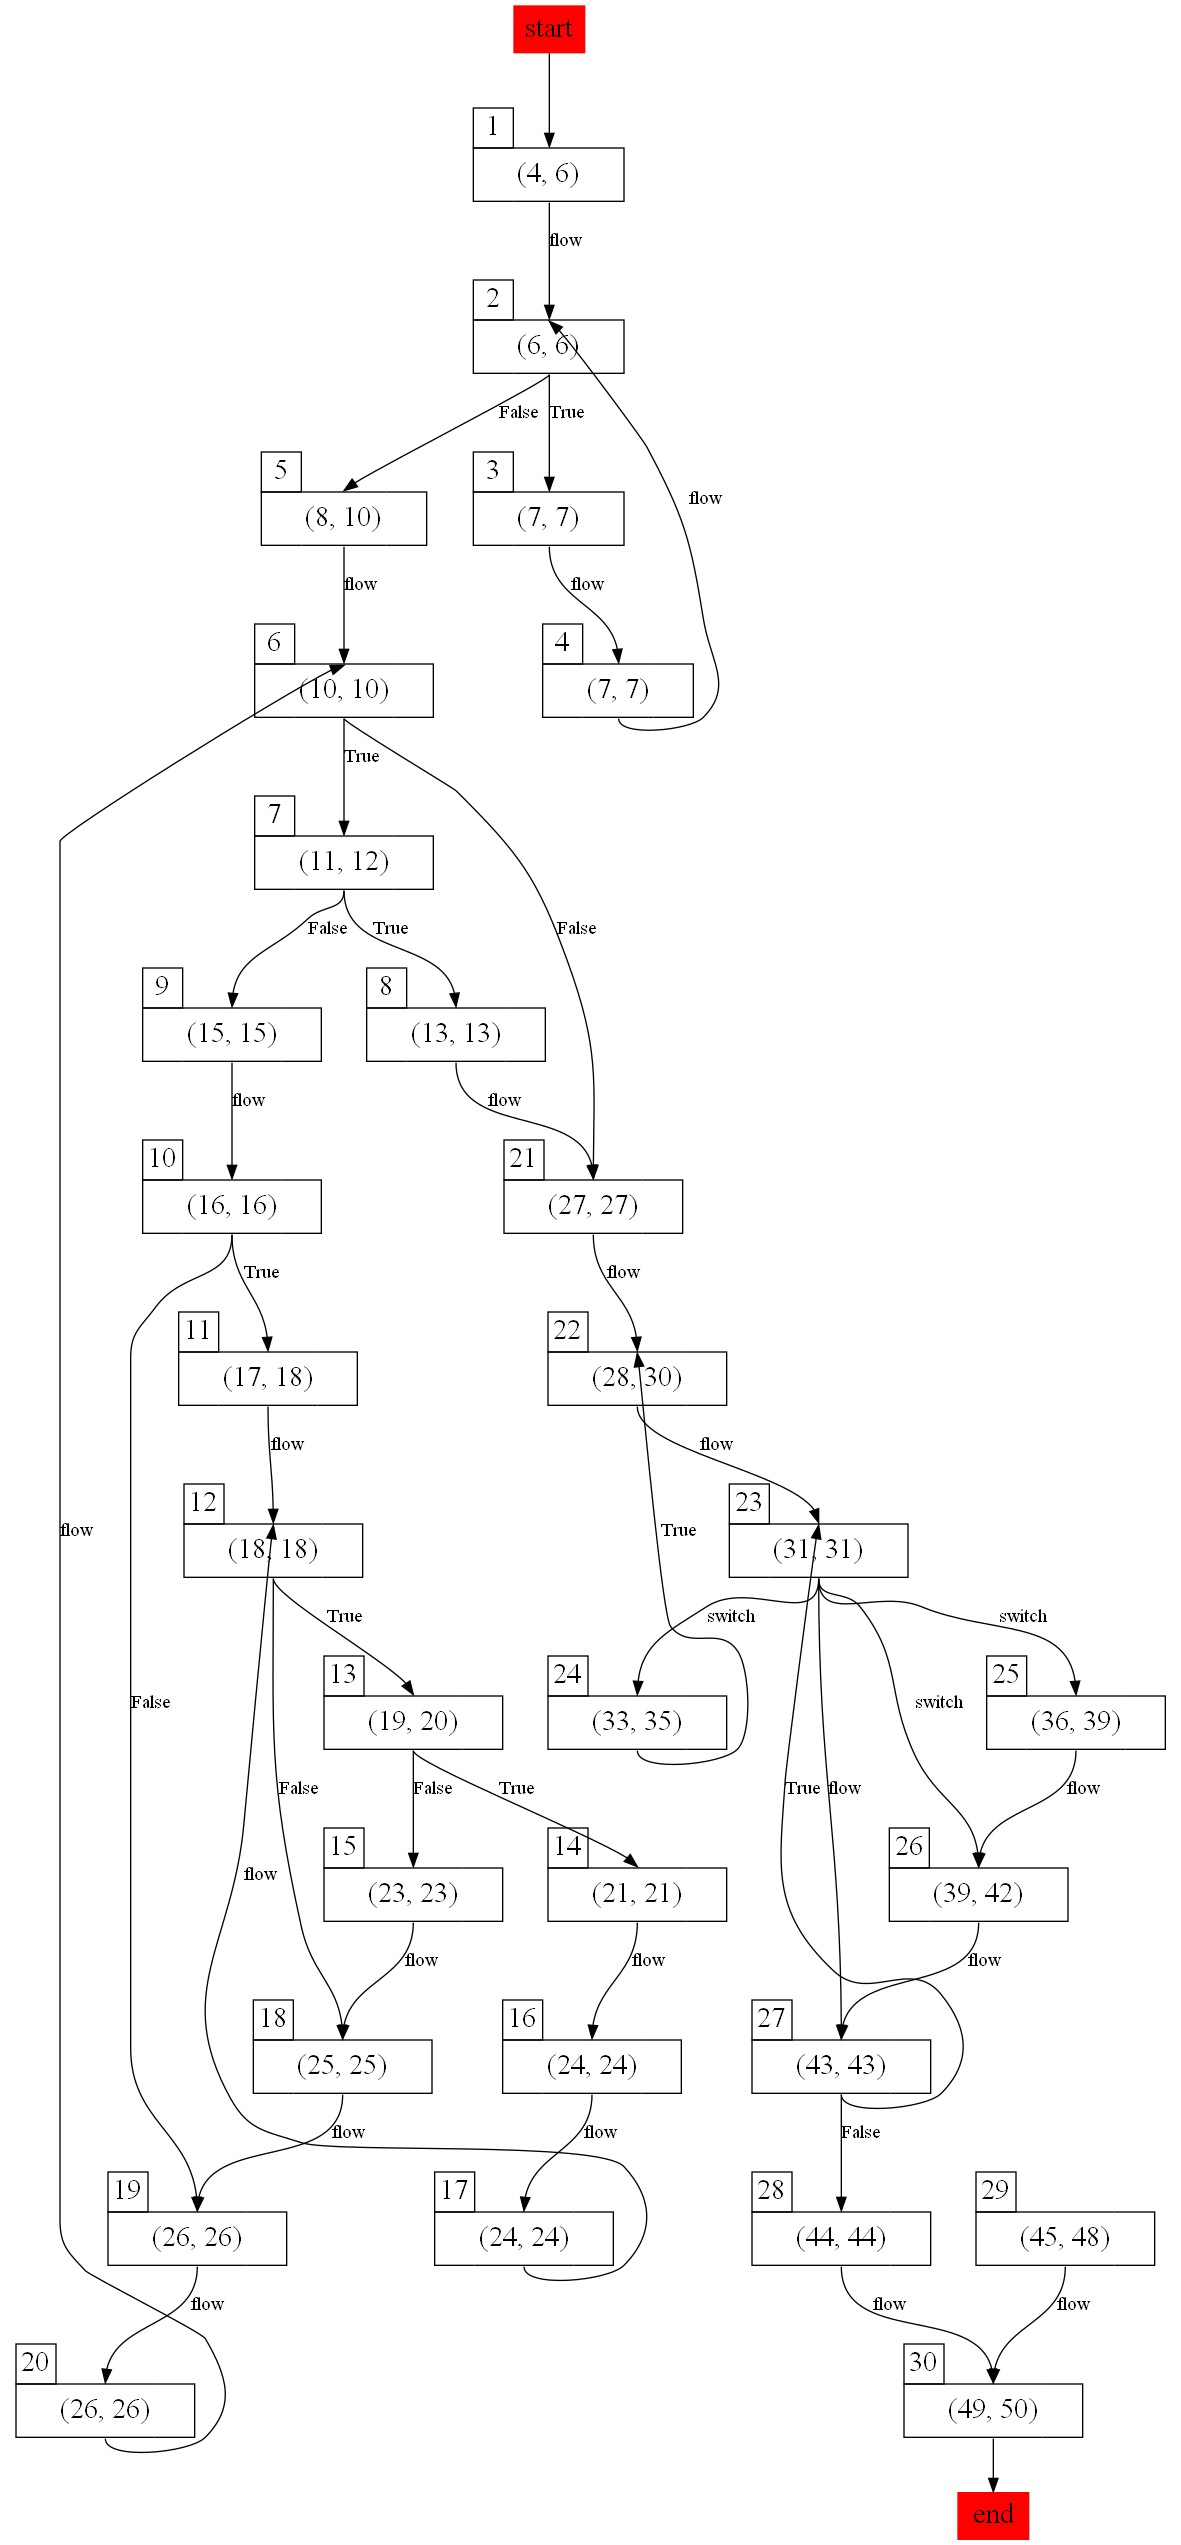 start
1
(4, 6)
flow
2
(6, 6)
False
True
5
3
(8, 10)
(7, 7)
flow
flow
flow
6
4
(10, 10)
(7, 7)
True
7
(11, 12)
False
True
False
9
8
(15, 15)
(13, 13)
flow
flow
10
21
(16, 16)
(27, 27)
True
flow
11
22
(17, 18)
(28, 30)
flow
flow
12
23
flow
(18, 18)
True
(31, 31)
True
switch
switch
13
24
25
False
(19, 20)
(33, 35)
switch
(36, 39)
False
False
True
True
flow
flow
15
14
26
flow
(23, 23)
(21, 21)
(39, 42)
flow
flow
flow
18
16
27
(25, 25)
(24, 24)
(43, 43)
flow
flow
False
19
17
28
29
(26, 26)
(24, 24)
(44, 44)
(45, 48)
flow
flow
flow
20
30
(26, 26)
(49, 50)
end